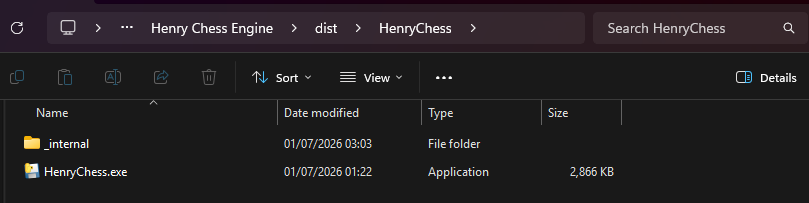 Henry Chess Engine dist HenryChess Search HenryChess
Sort View Details
Name Date modified Type Size
_internal 01/07/2026 03:03 File folder
HenryChess.exe 01/07/2026 01:22 Application 2,866 KB